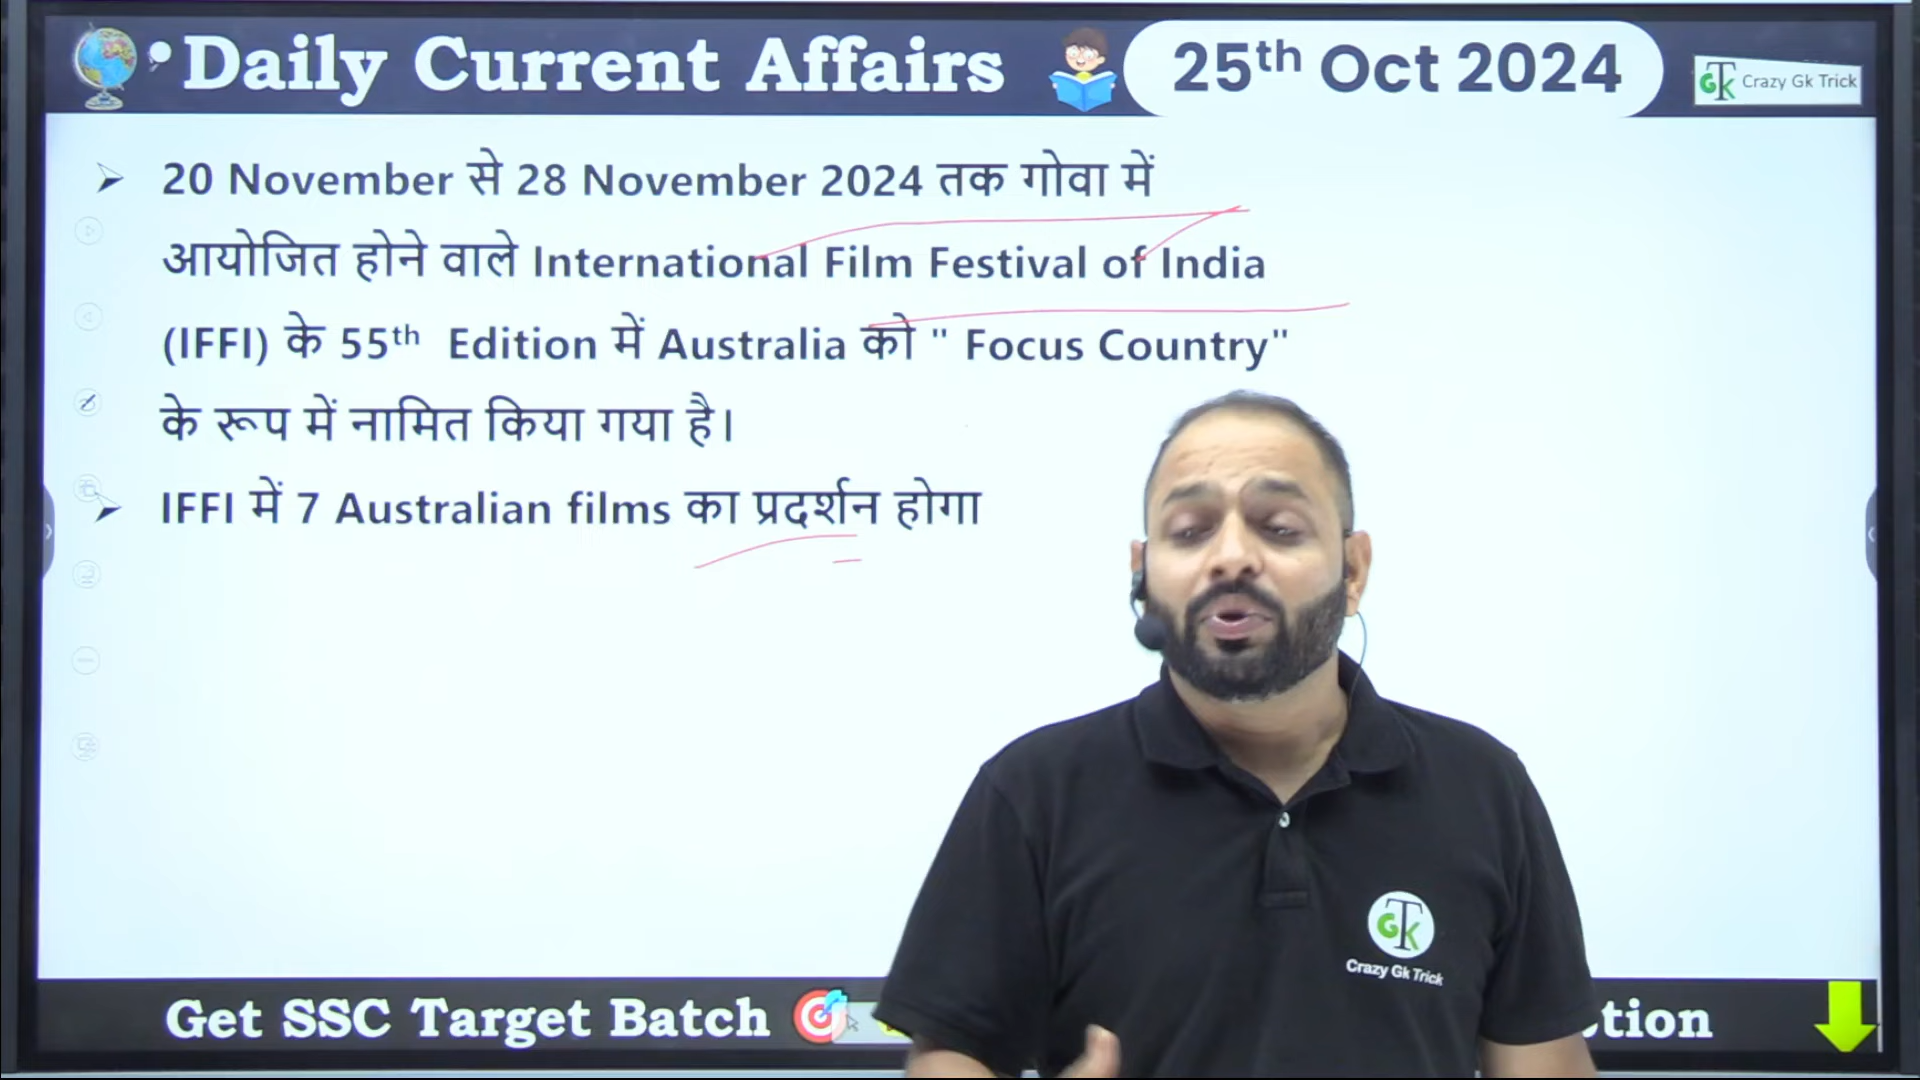 Daily Current Affairs
25th Oct 2024
Crazy Gk Trick
20 November से 28 November 2024 तक गोवा में
आयोजित होने वाले International Film Festival of India
(IFFI) के 55th Edition में Australia को " Focus Country"
के रूप में नामित किया गया है।
IFFI में 7 Australian films का प्रदर्शन होगा
GTK
Crazy Gk Trick
Get SSC Target Batch